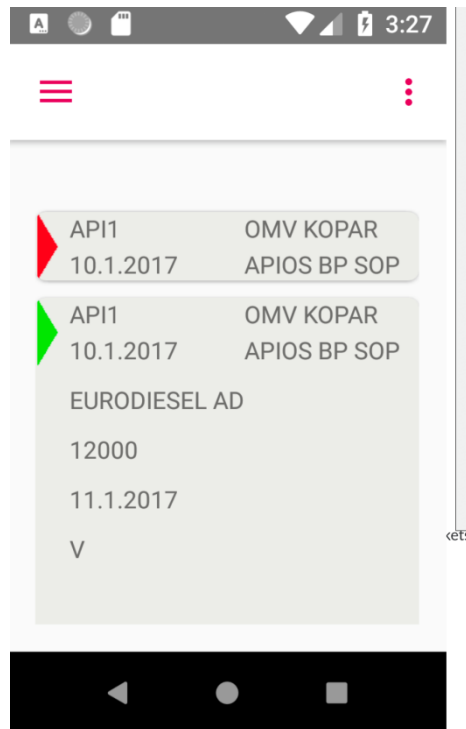 A
3:27
API1 OMV KOPAR
10.1.2017 APIOS BP SOP
API1 OMV KOPAR
10.1.2017 APIOS BP SOP
EURODIESEL AD
12000
11.1.2017
V